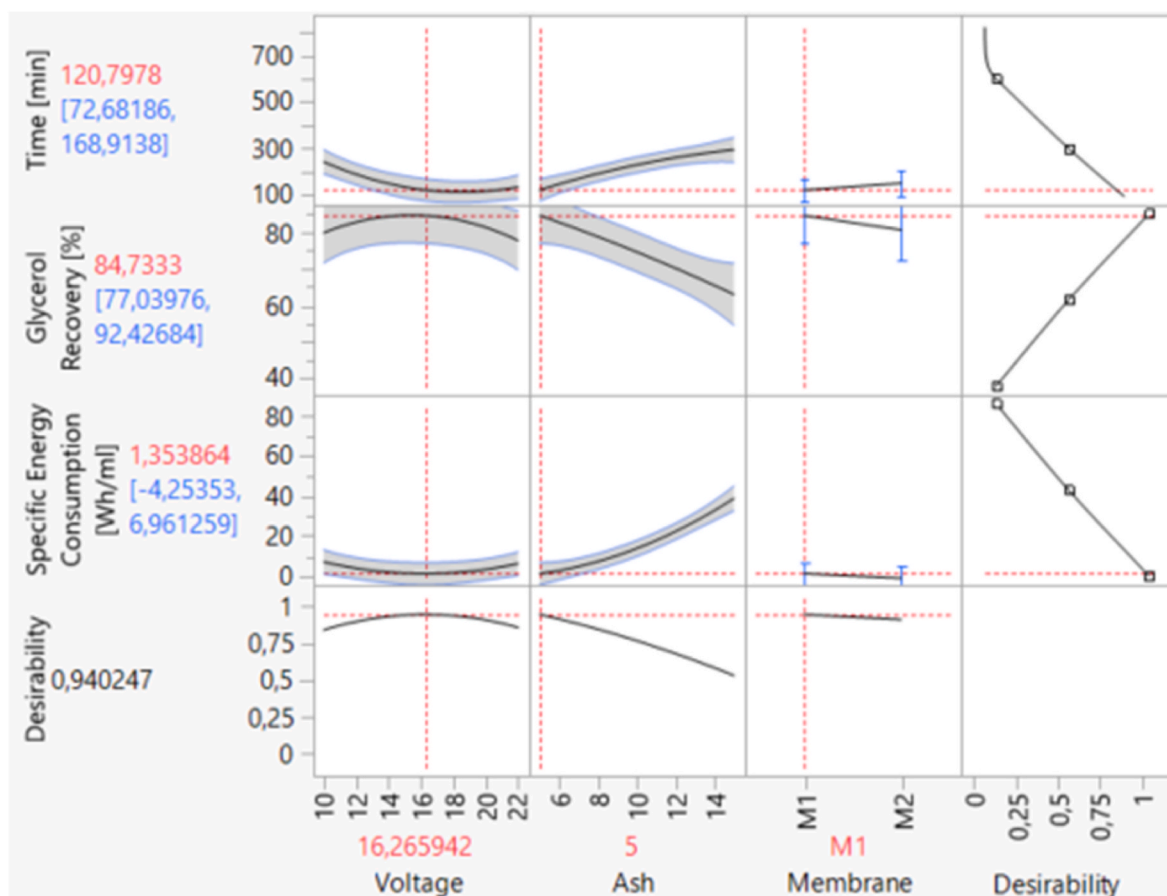 Time [min]
120,7978
[72,68186,
168,9138]
700
500
300
100
Glycerol
Recovery [%]
84,7333
[77,03976,
92,42684]
80
60
40
Specific Energy
Consumption
[Wh/ml]
1,353864
[-4,25353,
6,961259]
80
60
40
20
0
Desirability
0,940247
1
0,75
0,5
0,25
0
10 12 14 16 18 20 22
6 8 10 12 14
M1 M2
0 0,25 0,5 0,75 1
16,265942
5
M1
Voltage
Ash
Membrane
Desirability